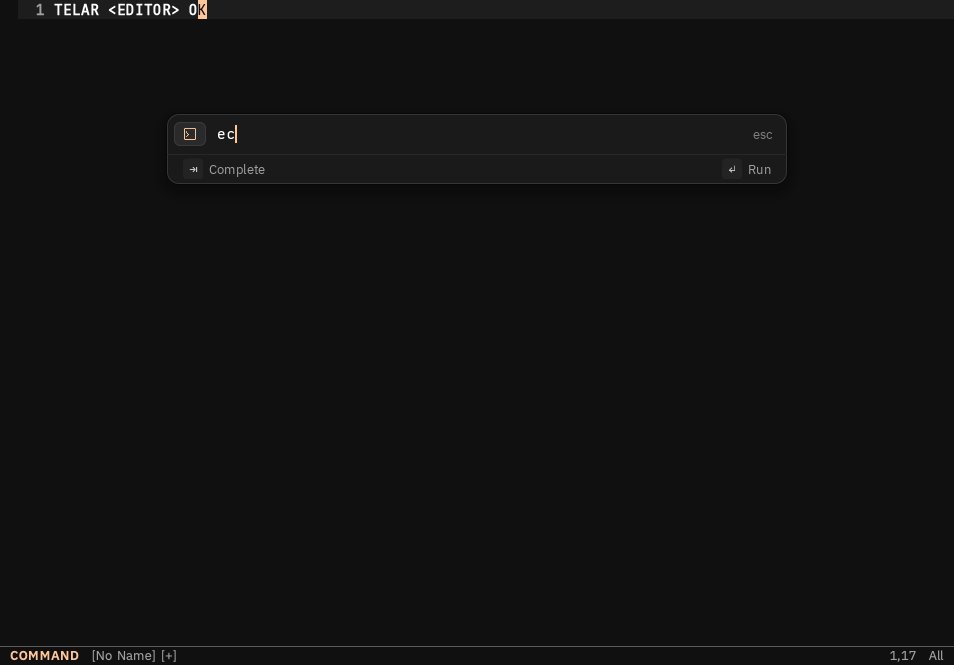 1 TELAR <EDITOR> OK
ec esc
Complete Run
COMMAND [No Name] [+] 1,17 All